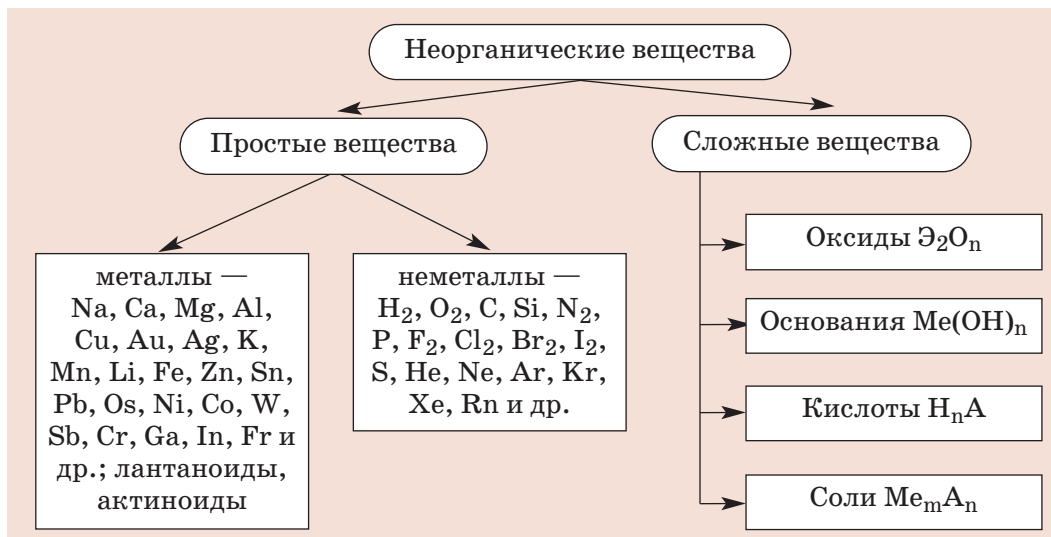 Неорганические вещества
Простые вещества
Сложные вещества
металлы —
Na, Ca, Mg, Al,
Cu, Au, Ag, K,
Mn, Li, Fe, Zn, Sn,
Pb, Os, Ni, Co, W,
Sb, Cr, Ga, In, Fr и
др.; лантаноиды,
актиноиды
неметаллы —
H₂, O₂, C, Si, N₂,
P, F₂, Cl₂, Br₂, I₂,
S, He, Ne, Ar, Kr,
Xe, Rn и др.
Оксиды Э₂Oₙ
Основания Me(OH)ₙ
Кислоты HₙA
Соли MeₘAₙ